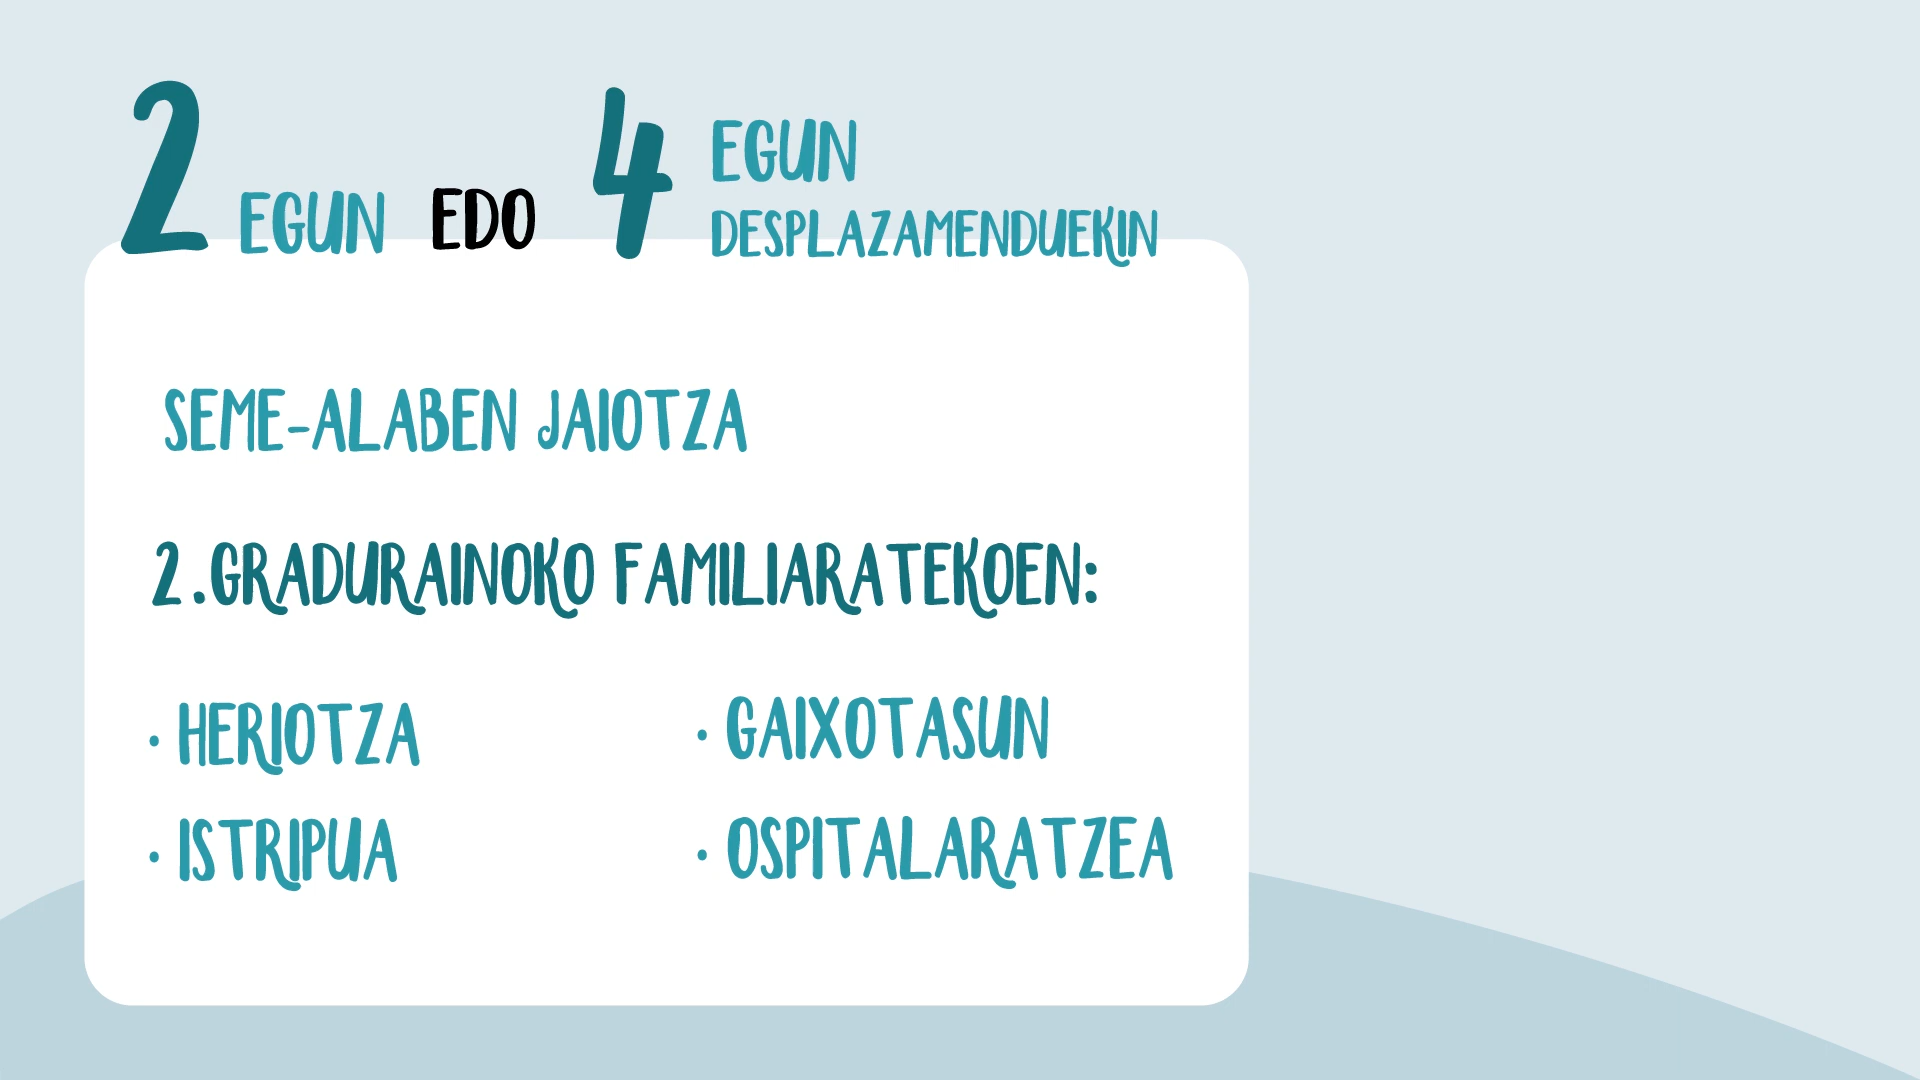 2 EGUN EDO 4 EGUN
DESPLAZAMENDUEKIN
SEME-ALABEN JAIOTZA
2.GRADURAINOKO FAMILIARATEKOEN:
· HERIOTZA
· GAIXOTASUN
· ISTRIPUA
· OSPITALARATZEA